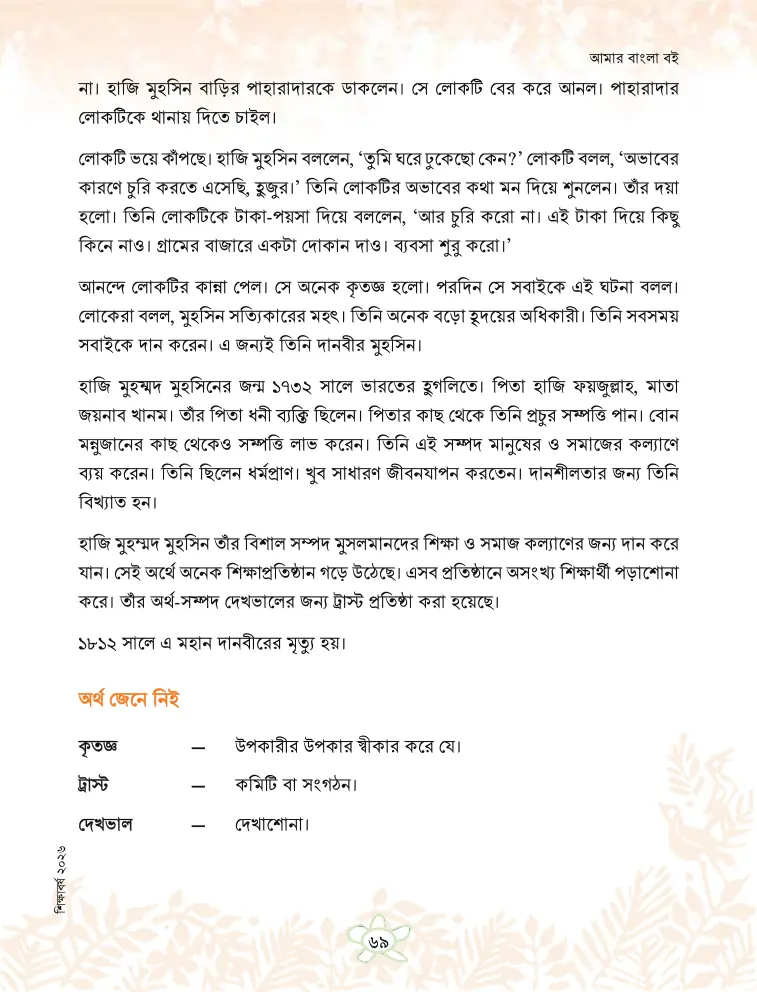 আমার বাংলা বই
না। হাজি মুহসিন বাড়ির পাহারাদারকে ডাকলেন। সে লোকটি বের করে আনল। পাহারাদার
লোকটিকে থানায় দিতে চাইল।
লোকটি ভয়ে কাঁপছে। হাজি মুহসিন বললেন, ‘তুমি ঘরে ঢুকেছো কেন?’ লোকটি বলল, ‘অভাবের
কারণে চুরি করতে এসেছি, হুজুর।’ তিনি লোকটির অভাবের কথা মন দিয়ে শুনলেন। তাঁর দয়া
হলো। তিনি লোকটিকে টাকা-পয়সা দিয়ে বললেন, ‘আর চুরি করো না। এই টাকা দিয়ে কিছু
কিনে নাও। গ্রামের বাজারে একটা দোকান দাও। ব্যবসা শুরু করো।’
আনন্দে লোকটির কান্না পেল। সে অনেক কৃতজ্ঞ হলো। পরদিন সে সবাইকে এই ঘটনা বলল।
লোকেরা বলল, মুহসিন সত্যিকারের মহৎ। তিনি অনেক বড়ো হৃদয়ের অধিকারী। তিনি সবসময়
সবাইকে দান করেন। এ জন্যই তিনি দানবীর মুহসিন।
হাজি মুহম্মদ মুহসিনের জন্ম ১৭৩২ সালে ভারতের হুগলিতে। পিতা হাজি ফয়জুল্লাহ, মাতা
জয়নাব খানম। তাঁর পিতা ধনী ব্যক্তি ছিলেন। পিতার কাছ থেকে তিনি প্রচুর সম্পত্তি পান। বোন
মন্নুজানের কাছ থেকেও সম্পত্তি লাভ করেন। তিনি এই সম্পদ মানুষের ও সমাজের কল্যাণে
ব্যয় করেন। তিনি ছিলেন ধর্মপ্রাণ। খুব সাধারণ জীবনযাপন করতেন। দানশীলতার জন্য তিনি
বিখ্যাত হন।
হাজি মুহম্মদ মুহসিন তাঁর বিশাল সম্পদ মুসলমানদের শিক্ষা ও সমাজ কল্যাণের জন্য দান করে
যান। সেই অর্থে অনেক শিক্ষাপ্রতিষ্ঠান গড়ে উঠেছে। এসব প্রতিষ্ঠানে অসংখ্য শিক্ষার্থী পড়াশোনা
করে। তাঁর অর্থ-সম্পদ দেখভালের জন্য ট্রাস্ট প্রতিষ্ঠা করা হয়েছে।
১৮১২ সালে এ মহান দানবীরের মৃত্যু হয়।
অর্থ জেনে নিই
কৃতজ্ঞ — উপকারীর উপকার স্বীকার করে যে।
ট্রাস্ট — কমিটি বা সংগঠন।
দেখভাল — দেখাশোনা।
শিক্ষাবর্ষ ২০২৬
৬৯